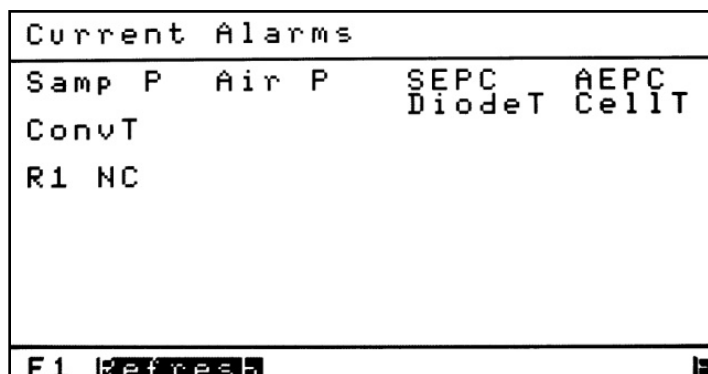 Current Alarms
Samp P Air P SEPC AEPC
DiodeT CellT
ConvT
R1 NC
F1 Refresh